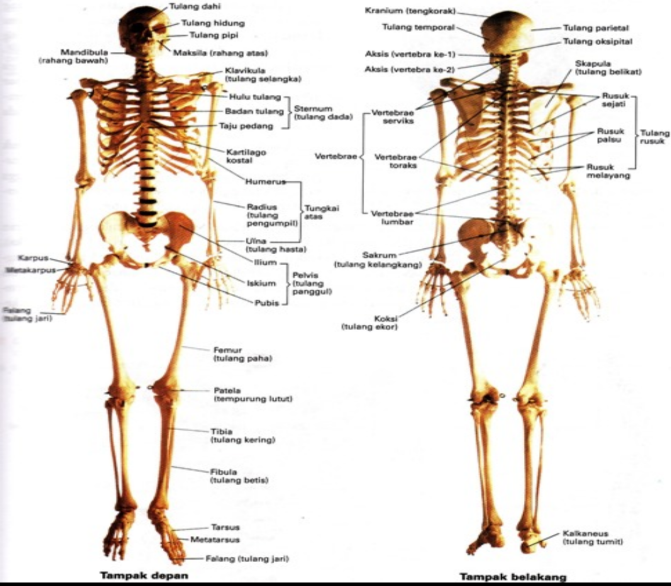 Tulang dahi
Tulang hidung
Tulang pipi
Mandibula
(rahang bawah)
Maksila (rahang atas)
Klavikula
(tulang selangka)
Hulu tulang
Badan tulang
Taju pedang
Sternum
(tulang dada)
Kartilago
kostal
Humerus
Radius
(tulang
pengumpil)
Ulna
(tulang hasta)
Tungkai
atas
Ilium
Iskium
Pubis
Pelvis
(tulang
panggul)
Karpus
Metakarpus
Falang
(tulang jari)
Femur
(tulang paha)
Patela
(tempurung lutut)
Tibia
(tulang kering)
Fibula
(tulang betis)
Tarsus
Metatarsus
Falang (tulang jari)
Tampak depan
Kranium (tengkorak)
Tulang temporal
Tulang parietal
Tulang oksipital
Aksis (vertebra ke-1)
Aksis (vertebra ke-2)
Skapula
(tulang belikat)
Rusuk
sejati
Rusuk
palsu
Rusuk
melayang
Tulang
rusuk
Vertebrae
Vertebrae
serviks
Vertebrae
toraks
Vertebrae
lumbar
Sakrum
(tulang kelangkang)
Koksi
(tulang ekor)
Kalkaneus
(tulang tumit)
Tampak belakang